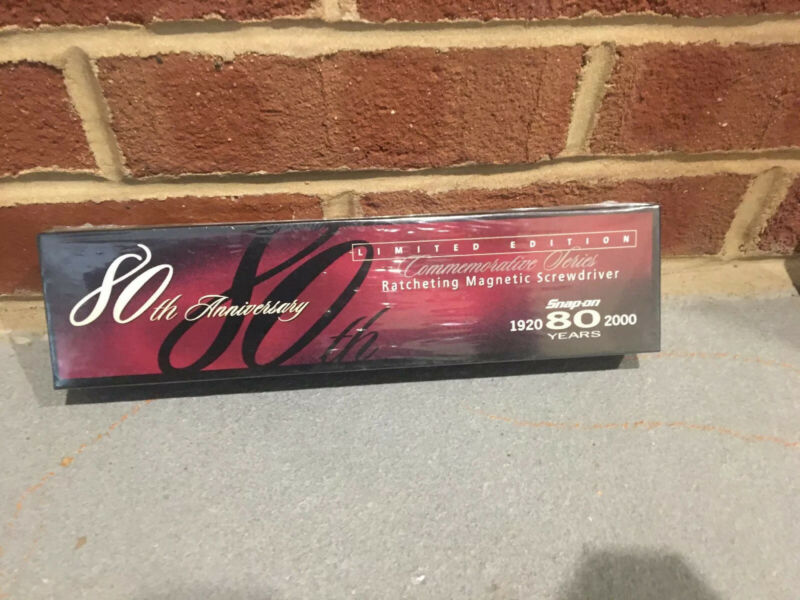 80th Anniversary
80th
LIMITED EDITION
Commemorative Series
Ratcheting Magnetic Screwdriver
Snap-on
1920 80 2000
YEARS